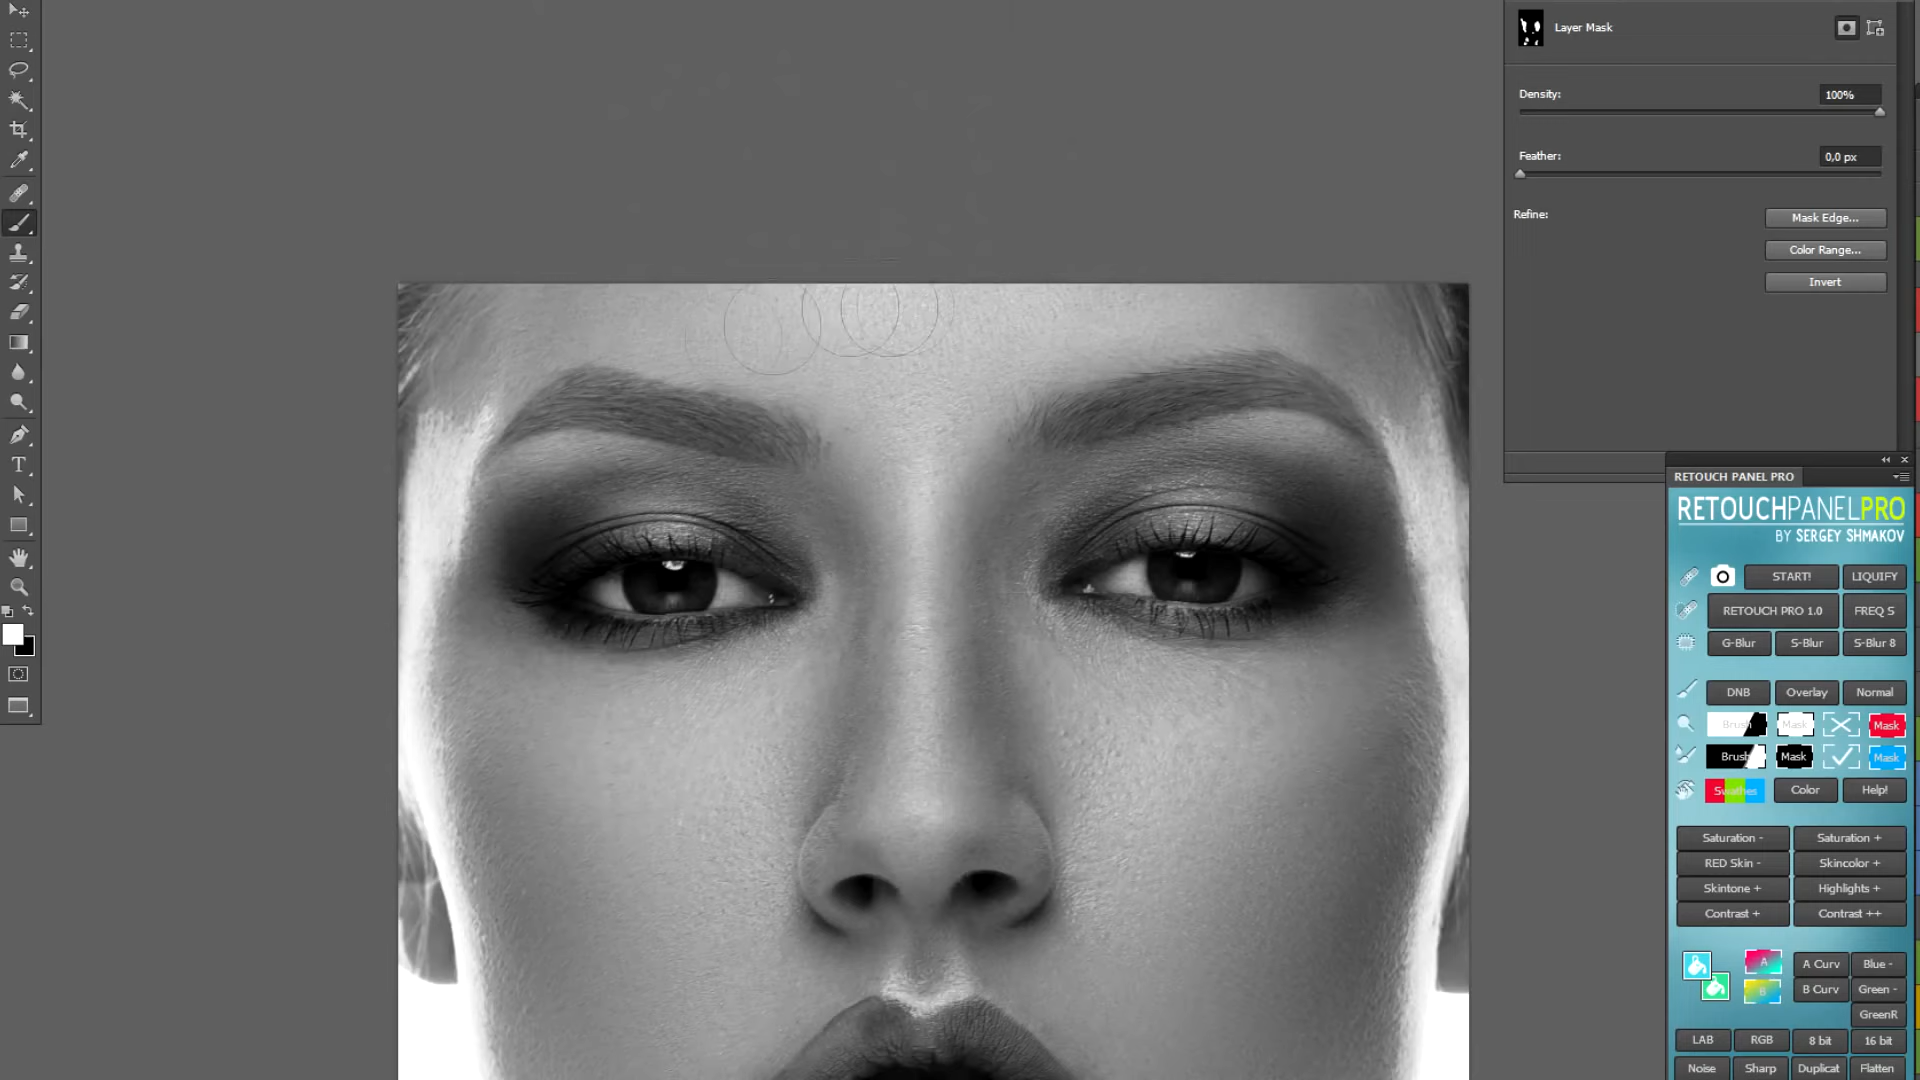 Layer Mask
Density:
100%
Feather:
0,0 px
Refine:
Mask Edge...
Color Range...
Invert
RETOUCH PANEL PRO
RETOUCHPANELPRO
BY SERGEY SHMAKOV
START!
LIQUIFY
RETOUCH PRO 1.0
FREQ S
G-Blur
S-Blur
S-Blur 8
DNB
Overlay
Normal
Brush
Mask
Mask
Brush
Mask
Mask
Swathes
Color
Help!
Saturation -
Saturation +
RED Skin -
Skincolor +
Skintone +
Highlights +
Contrast +
Contrast ++
A
A Curv
Blue -
B
B Curv
Green -
GreenR
LAB
RGB
8 bit
16 bit
Noise
Sharp
Duplicat
Flatten
T